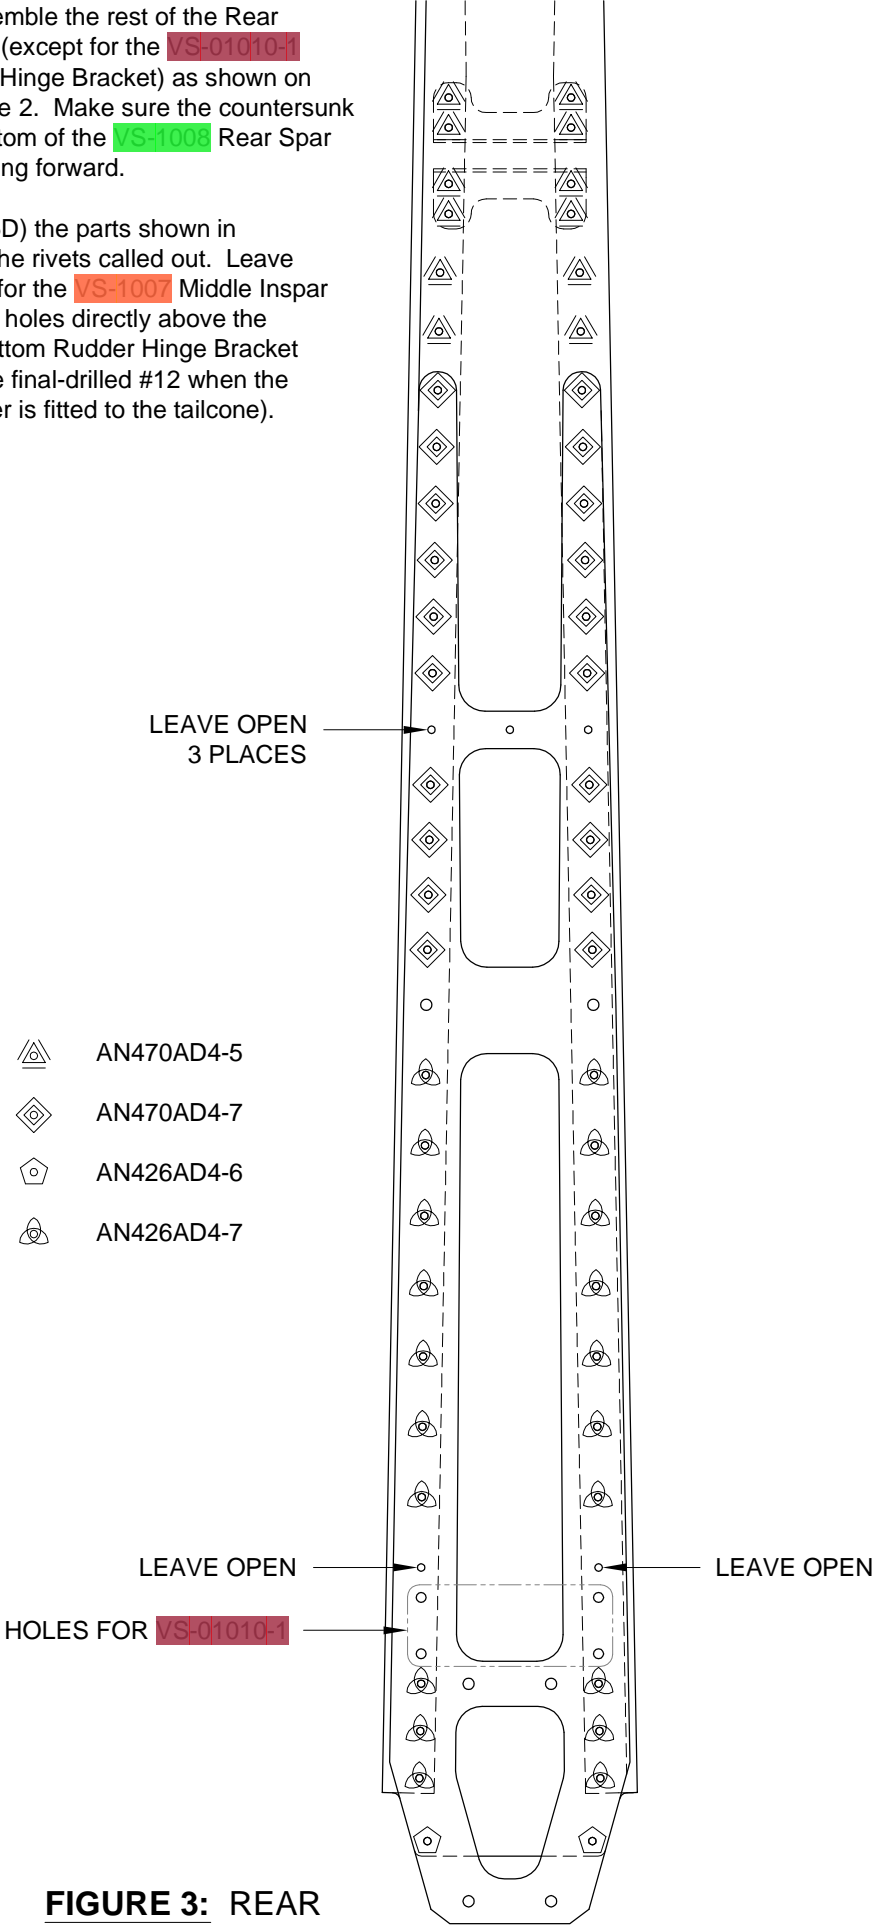 emble the rest of the Rear
(except for the VS-01010-1
Hinge Bracket) as shown on
e 2. Make sure the countersunk
tom of the VS-1008 Rear Spar
ng forward.
D) the parts shown in
he rivets called out. Leave
for the VS-1007 Middle Inspar
holes directly above the
ttom Rudder Hinge Bracket
e final-drilled #12 when the
er is fitted to the tailcone).
LEAVE OPEN
3 PLACES
AN470AD4-5
AN470AD4-7
AN426AD4-6
AN426AD4-7
LEAVE OPEN
LEAVE OPEN
HOLES FOR VS-01010-1
FIGURE 3: REAR